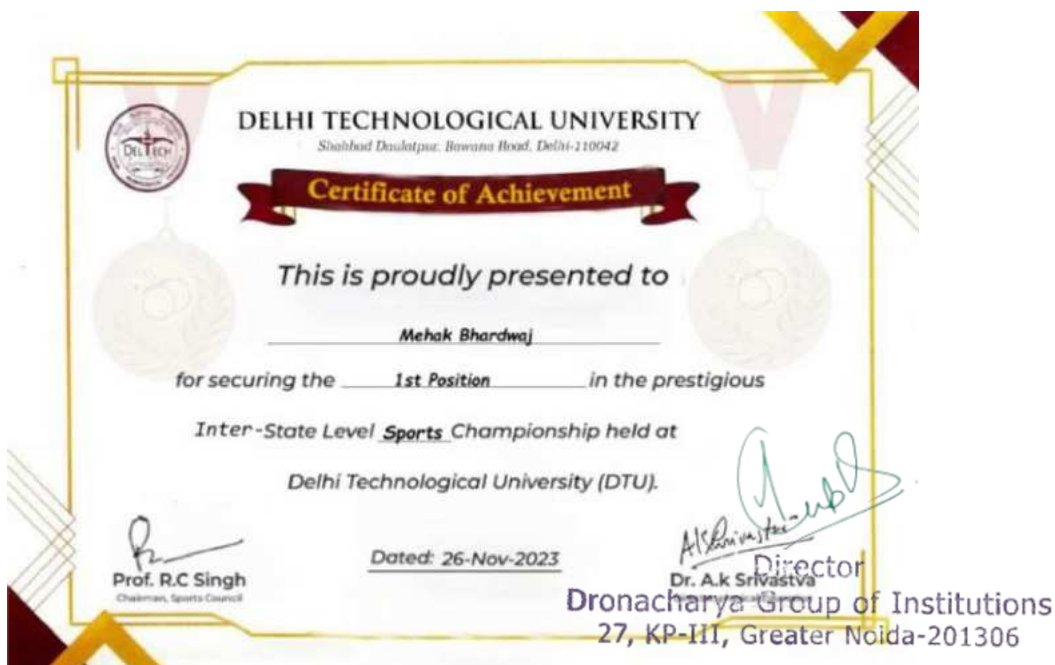 DELHI TECHNOLOGICAL UNIVERSITY
Shahbad Daulatpur, Bawana Road, Delhi-110042
DELTECH
Certificate of Achievement
This is proudly presented to
Mehak Bhardwaj
for securing the 1st Position in the prestigious
Inter-State Level Sports Championship held at
Delhi Technological University (DTU).
Dated: 26-Nov-2023
Prof. R.C Singh
Chairman, Sports Council
Dr. A.k Srivastva
Director
Dronacharya Group of Institutions
27, KP-III, Greater Noida-201306